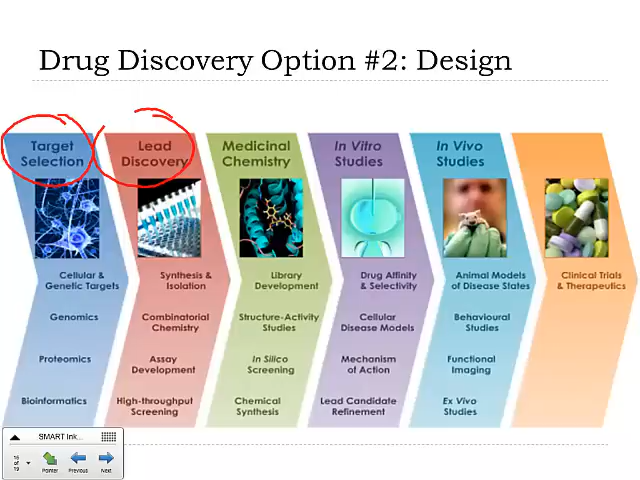 Drug Discovery Option #2: Design
Target
Selection
Cellular &
Genetic Targets
Genomics
Proteomics
Bioinformatics
Lead
Discovery
Synthesis &
Isolation
Combinatorial
Chemistry
Assay
Development
High-throughput
Screening
Medicinal
Chemistry
Library
Development
Structure-Activity
Studies
In Silico
Screening
Chemical
Synthesis
In Vitro
Studies
Drug Affinity
& Selectivity
Cellular
Disease Models
Mechanism
of Action
Lead Candidate
Refinement
In Vivo
Studies
Animal Models
of Disease States
Behavioural
Studies
Functional
Imaging
Ex Vivo
Studies
Clinical Trials
& Therapeutics
SMART Ink...
16
of
19
Pointer
Previous
Next